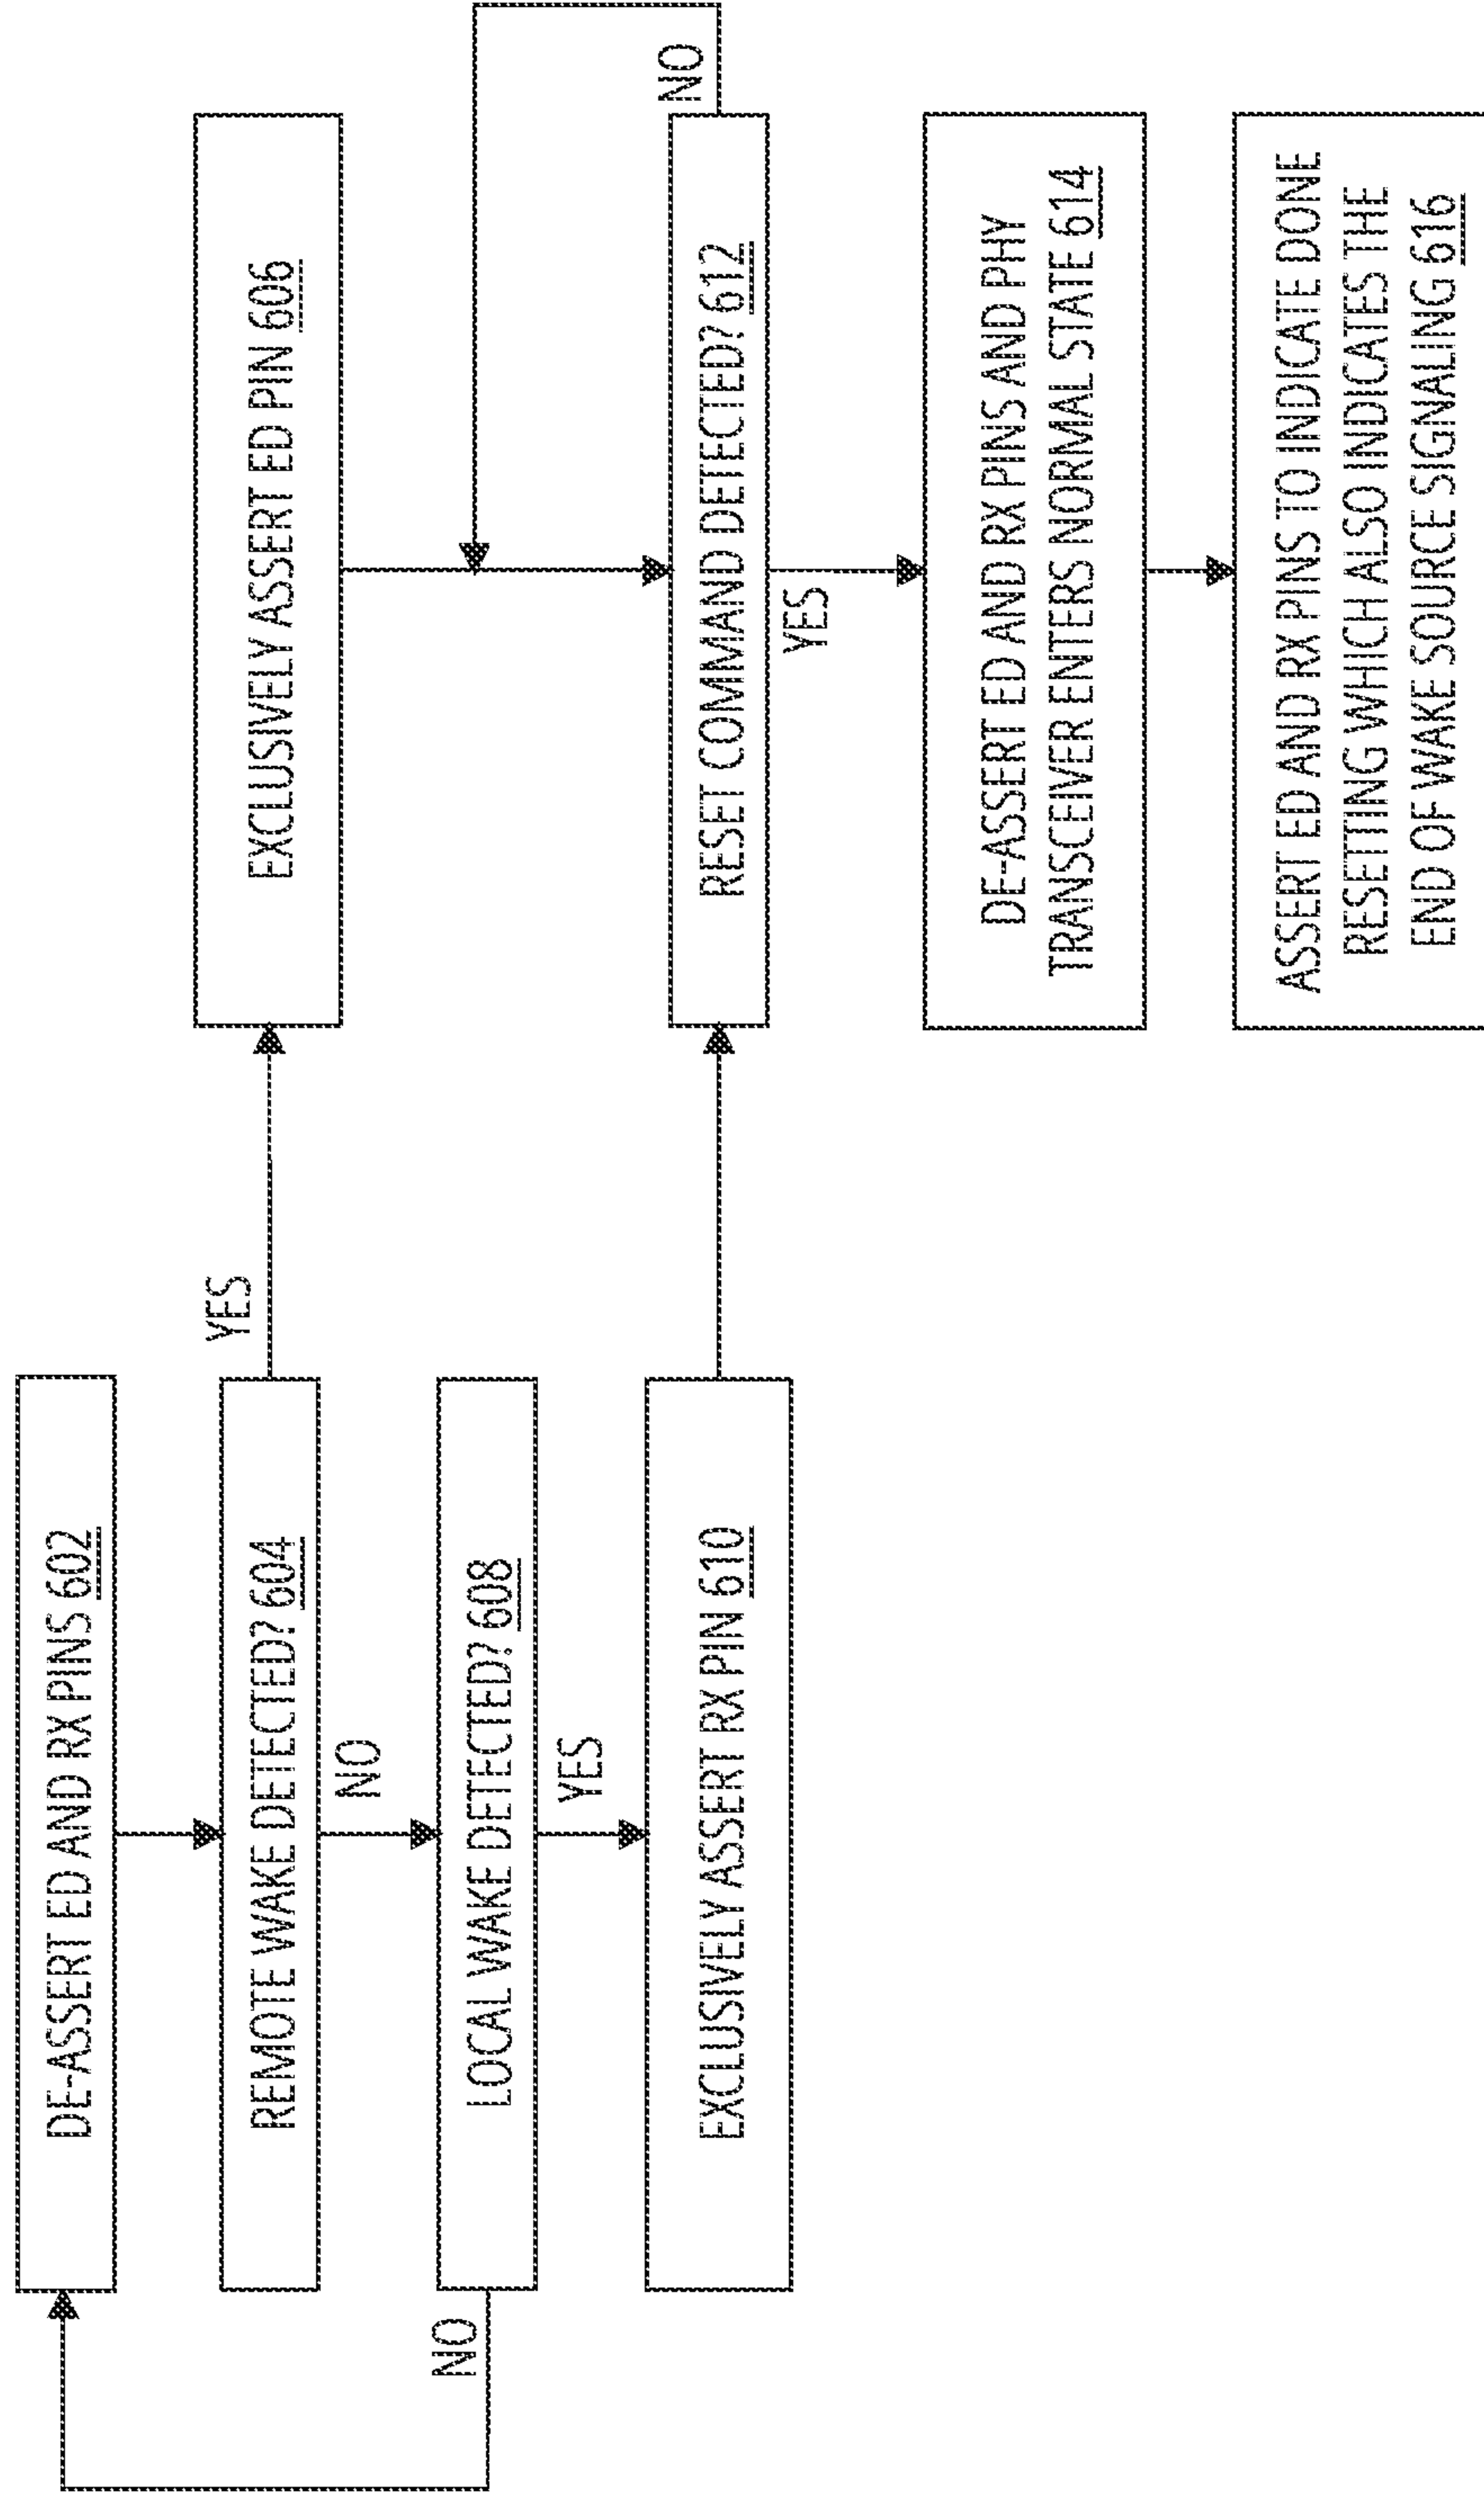 DE-ASSERT ED AND RX PINS 602
REMOTE WAKE DETECTED? 604
YES
NO
LOCAL WAKE DETECTED? 608
NO
YES
EXCLUSIVELY ASSERT RX PIN 610
EXCLUSIVELY ASSERT ED PIN 606
RESET COMMAND DETECTED? 612
NO
YES
DE-ASSERT ED AND RX PINS AND PHY
TRANSCEIVER ENTERS NORMAL STATE 614
ASSERT ED AND RX PINS TO INDICATE DONE
RESETTING WHICH ALSO INDICATES THE
END OF WAKE SOURCE SIGNALING 616